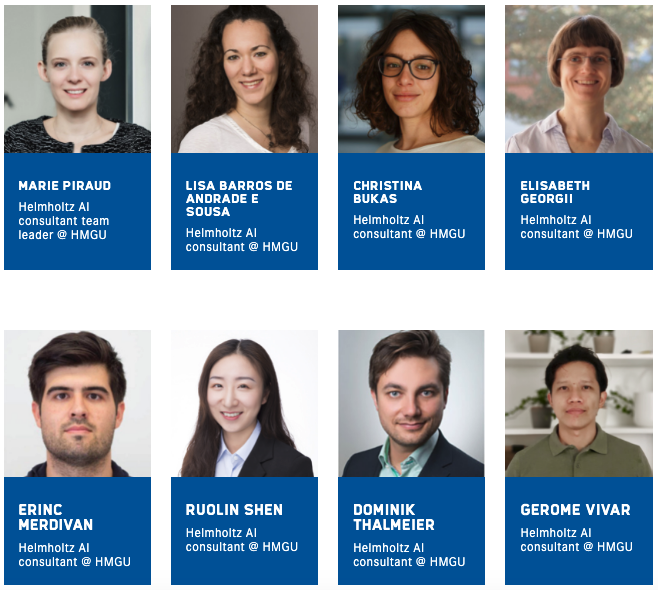 MARIE PIRAUD
Helmholtz AI
consultant team
leader @ HMGU
LISA BARROS DE
ANDRADE E
SOUSA
Helmholtz AI
consultant @ HMGU
CHRISTINA
BUKAS
Helmholtz AI
consultant @ HMGU
ELISABETH
GEORGII
Helmholtz AI
consultant @ HMGU
ERINC
MERDIVAN
Helmholtz AI
consultant @ HMGU
RUOLIN SHEN
Helmholtz AI
consultant @ HMGU
DOMINIK
THALMEIER
Helmholtz AI
consultant @ HMGU
GEROME VIVAR
Helmholtz AI
consultant @ HMGU